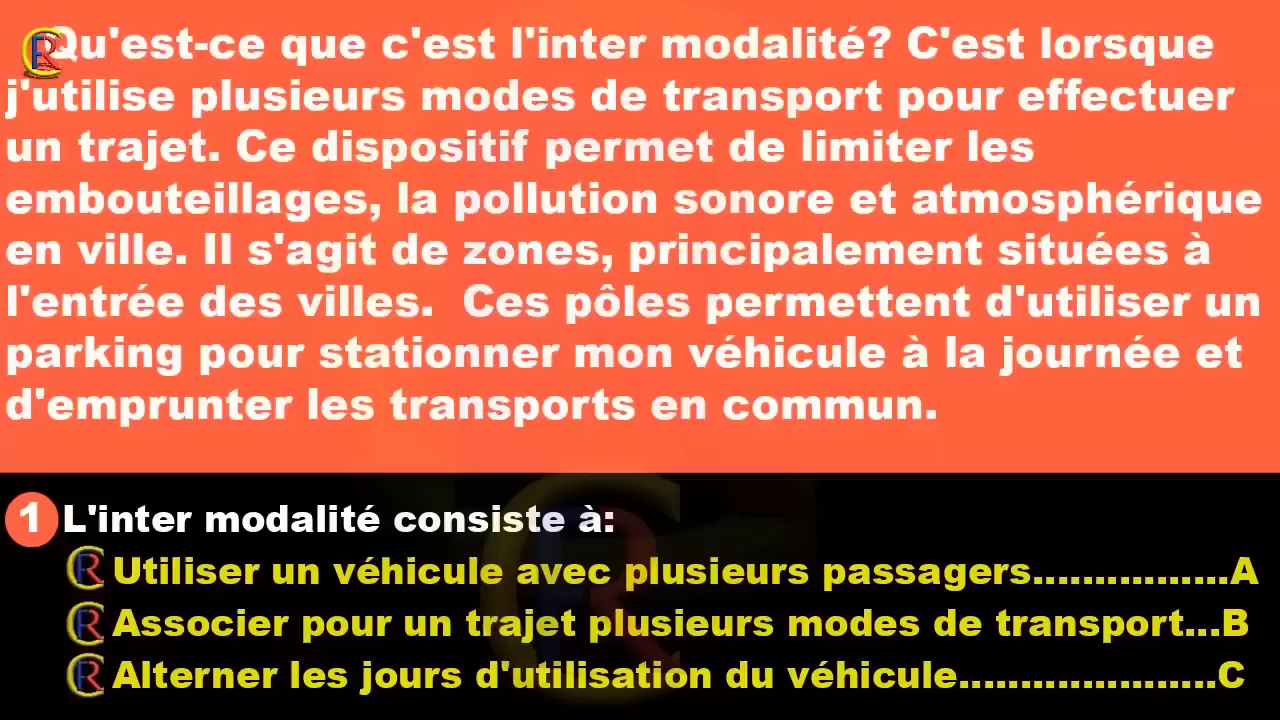 Qu'est-ce que c'est l'inter modalité? C'est lorsque
j'utilise plusieurs modes de transport pour effectuer
un trajet. Ce dispositif permet de limiter les
embouteillages, la pollution sonore et atmosphérique
en ville. Il s'agit de zones, principalement situées à
l'entrée des villes.  Ces pôles permettent d'utiliser un
parking pour stationner mon véhicule à la journée et
d'emprunter les transports en commun.
1 L'inter modalité consiste à:
Utiliser un véhicule avec plusieurs passagers................A
Associer pour un trajet plusieurs modes de transport...B
Alterner les jours d'utilisation du véhicule.....................C